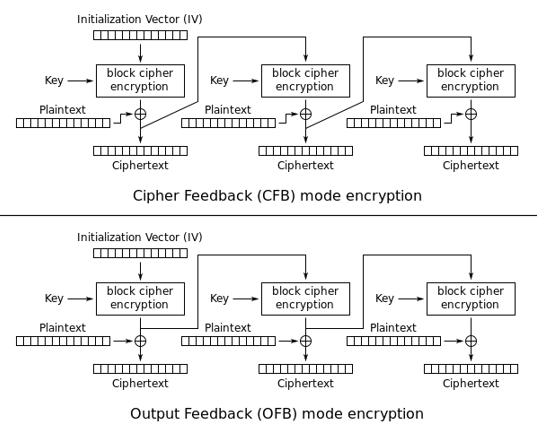 Initialization Vector (IV)
Key
block cipher
encryption
Key
block cipher
encryption
Key
block cipher
encryption
Plaintext
Plaintext
Plaintext
Ciphertext
Ciphertext
Ciphertext
Cipher Feedback (CFB) mode encryption
Initialization Vector (IV)
Key
block cipher
encryption
Key
block cipher
encryption
Key
block cipher
encryption
Plaintext
Plaintext
Plaintext
Ciphertext
Ciphertext
Ciphertext
Output Feedback (OFB) mode encryption